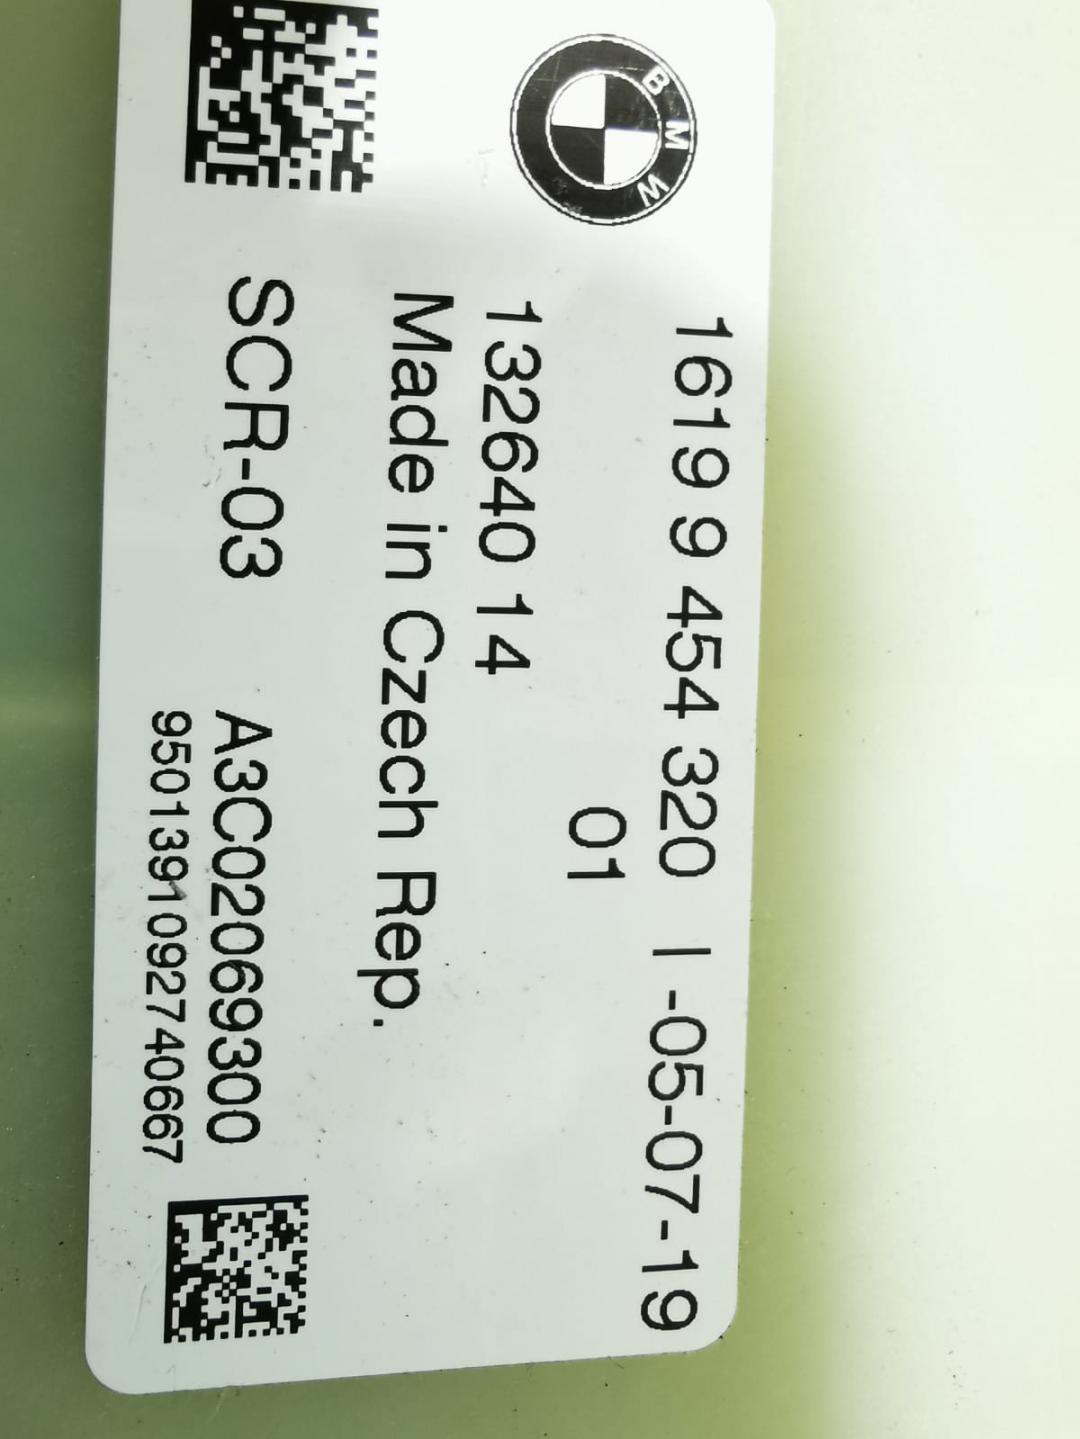 BMW
1619 9 454 320 I -05-07-19
01
132640 14
Made in Czech Rep.
SCR-03 A3C02069300
95013910927 40667